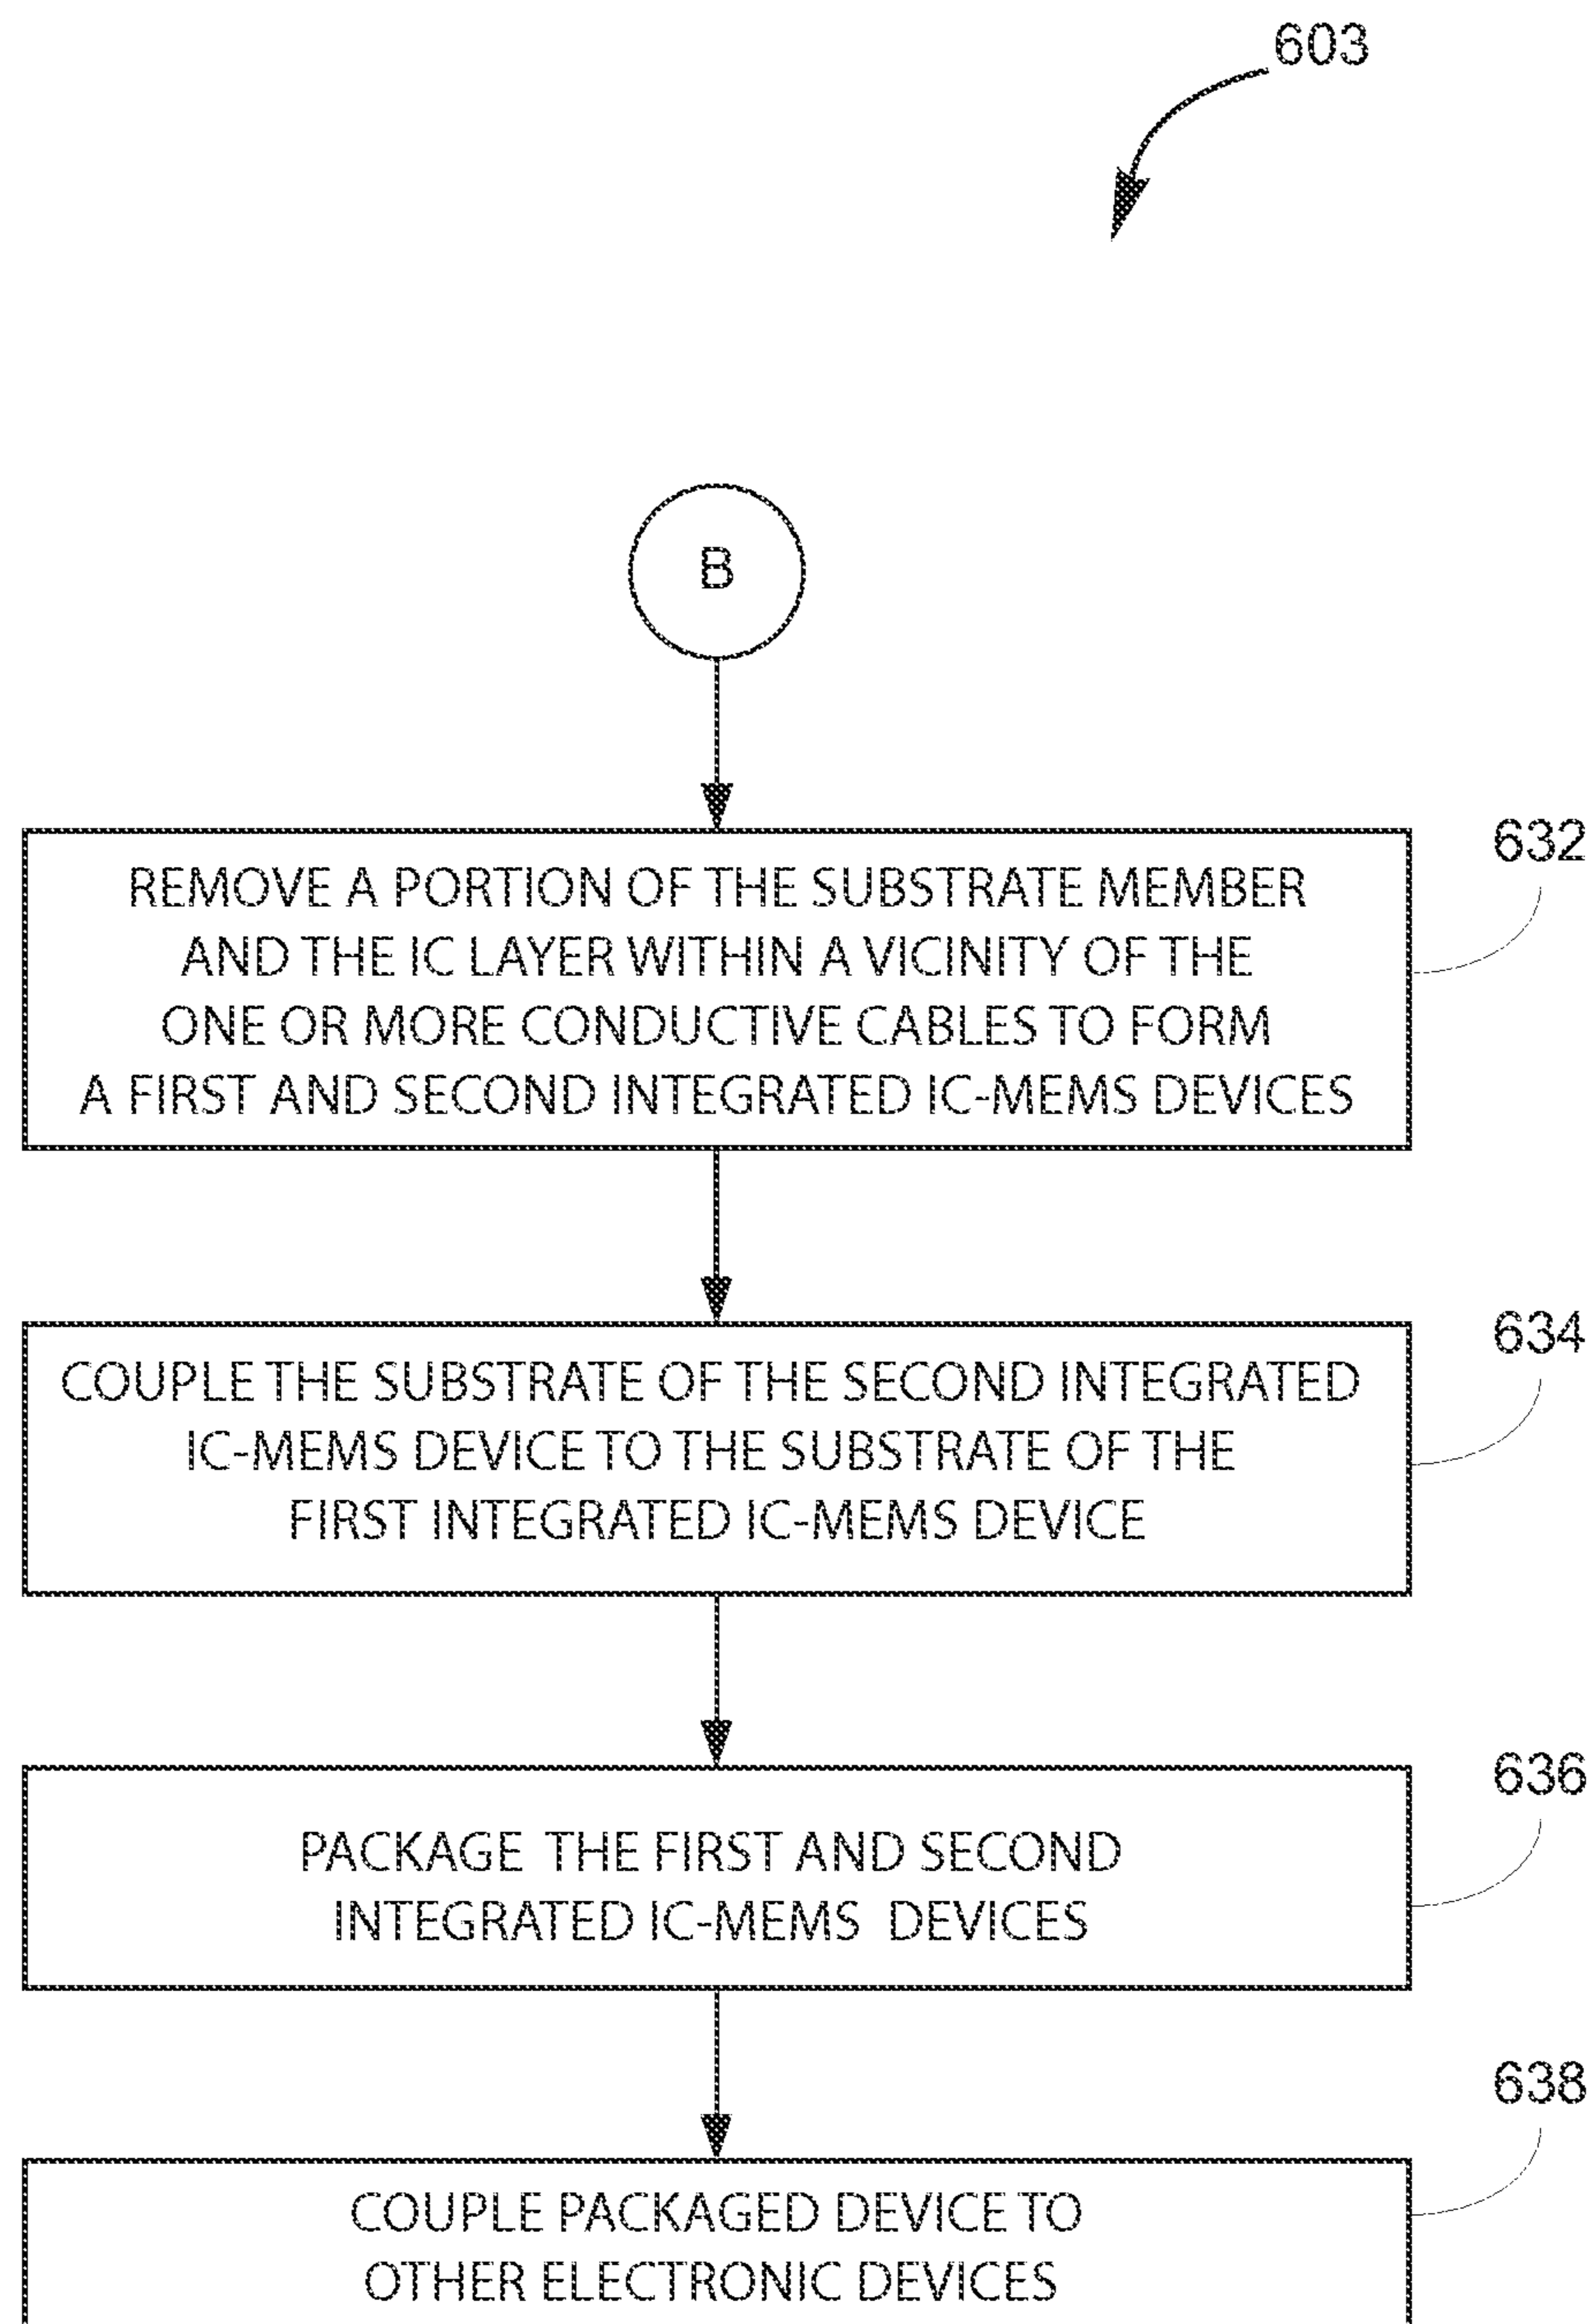 603
B
632
REMOVE A PORTION OF THE SUBSTRATE MEMBER
AND THE IC LAYER WITHIN A VICINITY OF THE
ONE OR MORE CONDUCTIVE CABLES TO FORM
A FIRST AND SECOND INTEGRATED IC-MEMS DEVICES
634
COUPLE THE SUBSTRATE OF THE SECOND INTEGRATED
IC-MEMS DEVICE TO THE SUBSTRATE OF THE
FIRST INTEGRATED IC-MEMS DEVICE
636
PACKAGE THE FIRST AND SECOND
INTEGRATED IC-MEMS DEVICES
638
COUPLE PACKAGED DEVICE TO
OTHER ELECTRONIC DEVICES